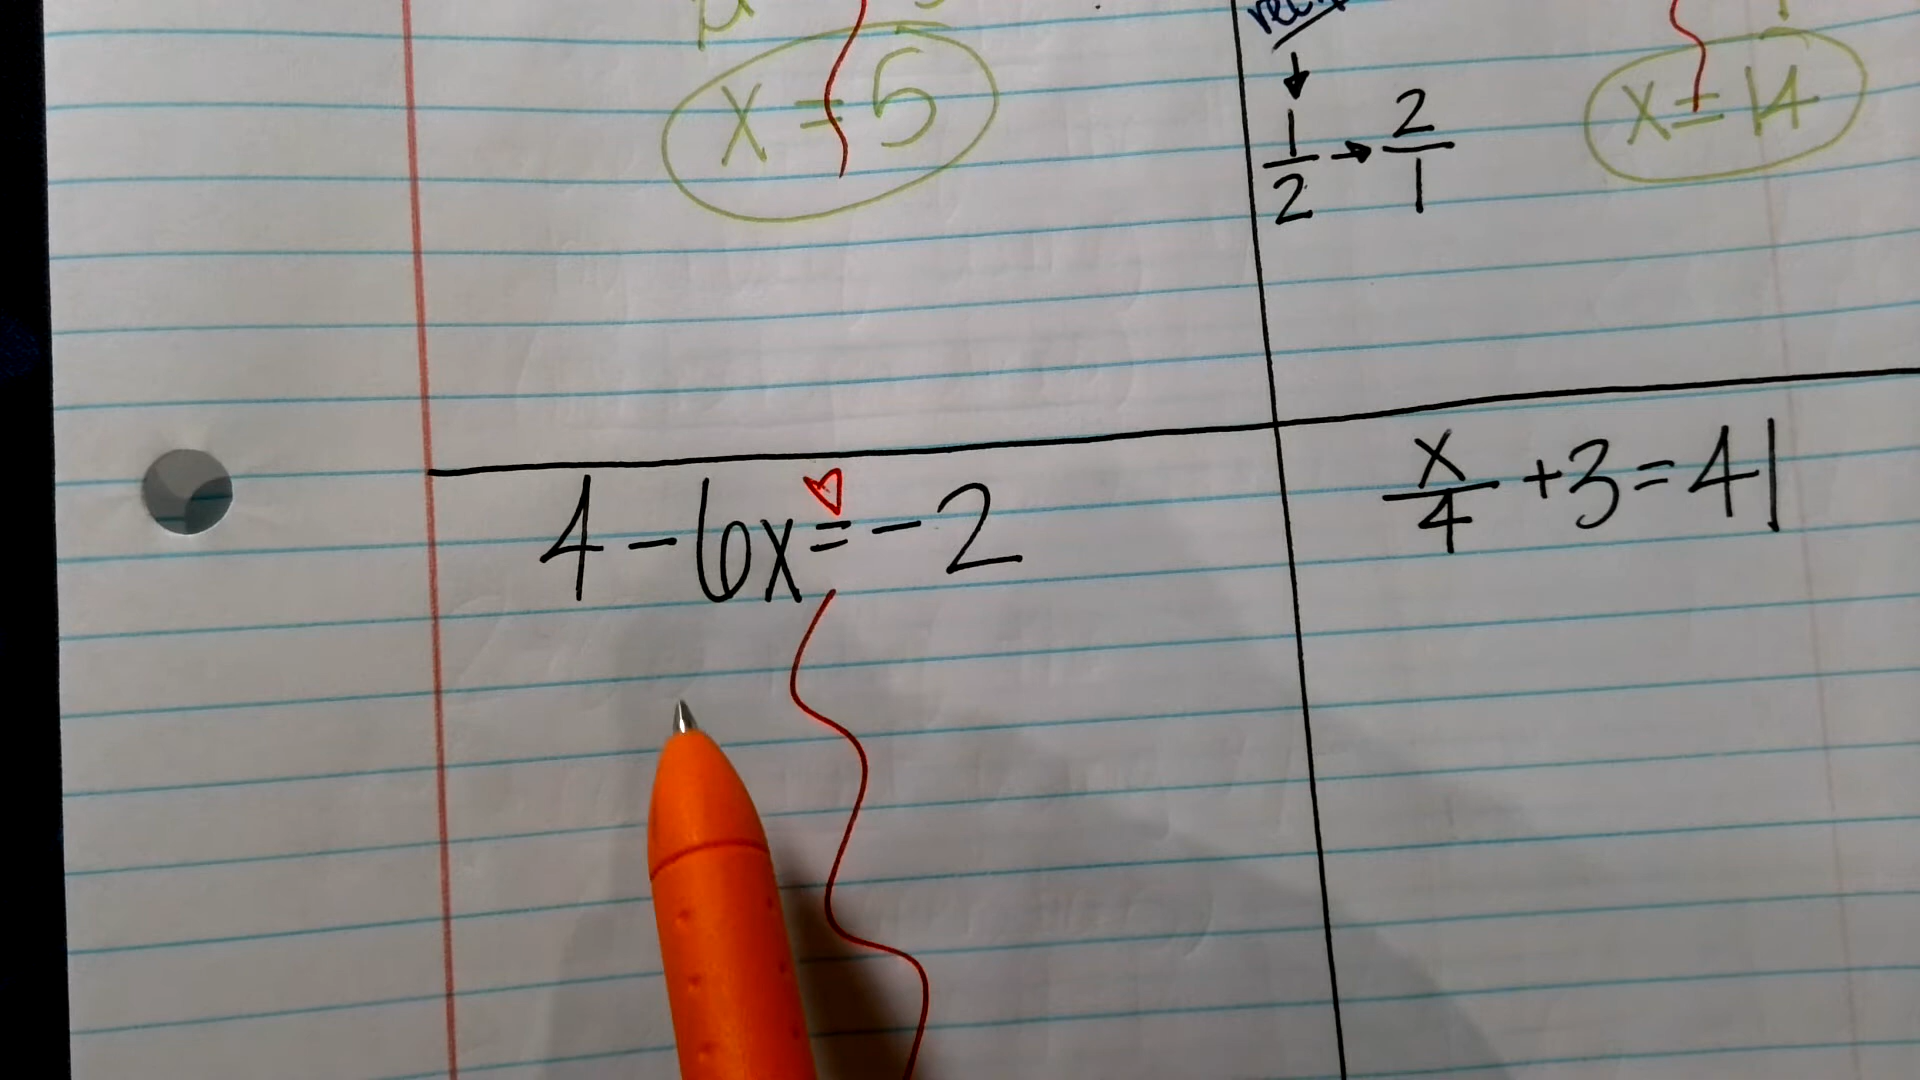 x = 5
1/2 → 2/1
x = 14
4 - 6x = -2
x/4 + 3 = 41